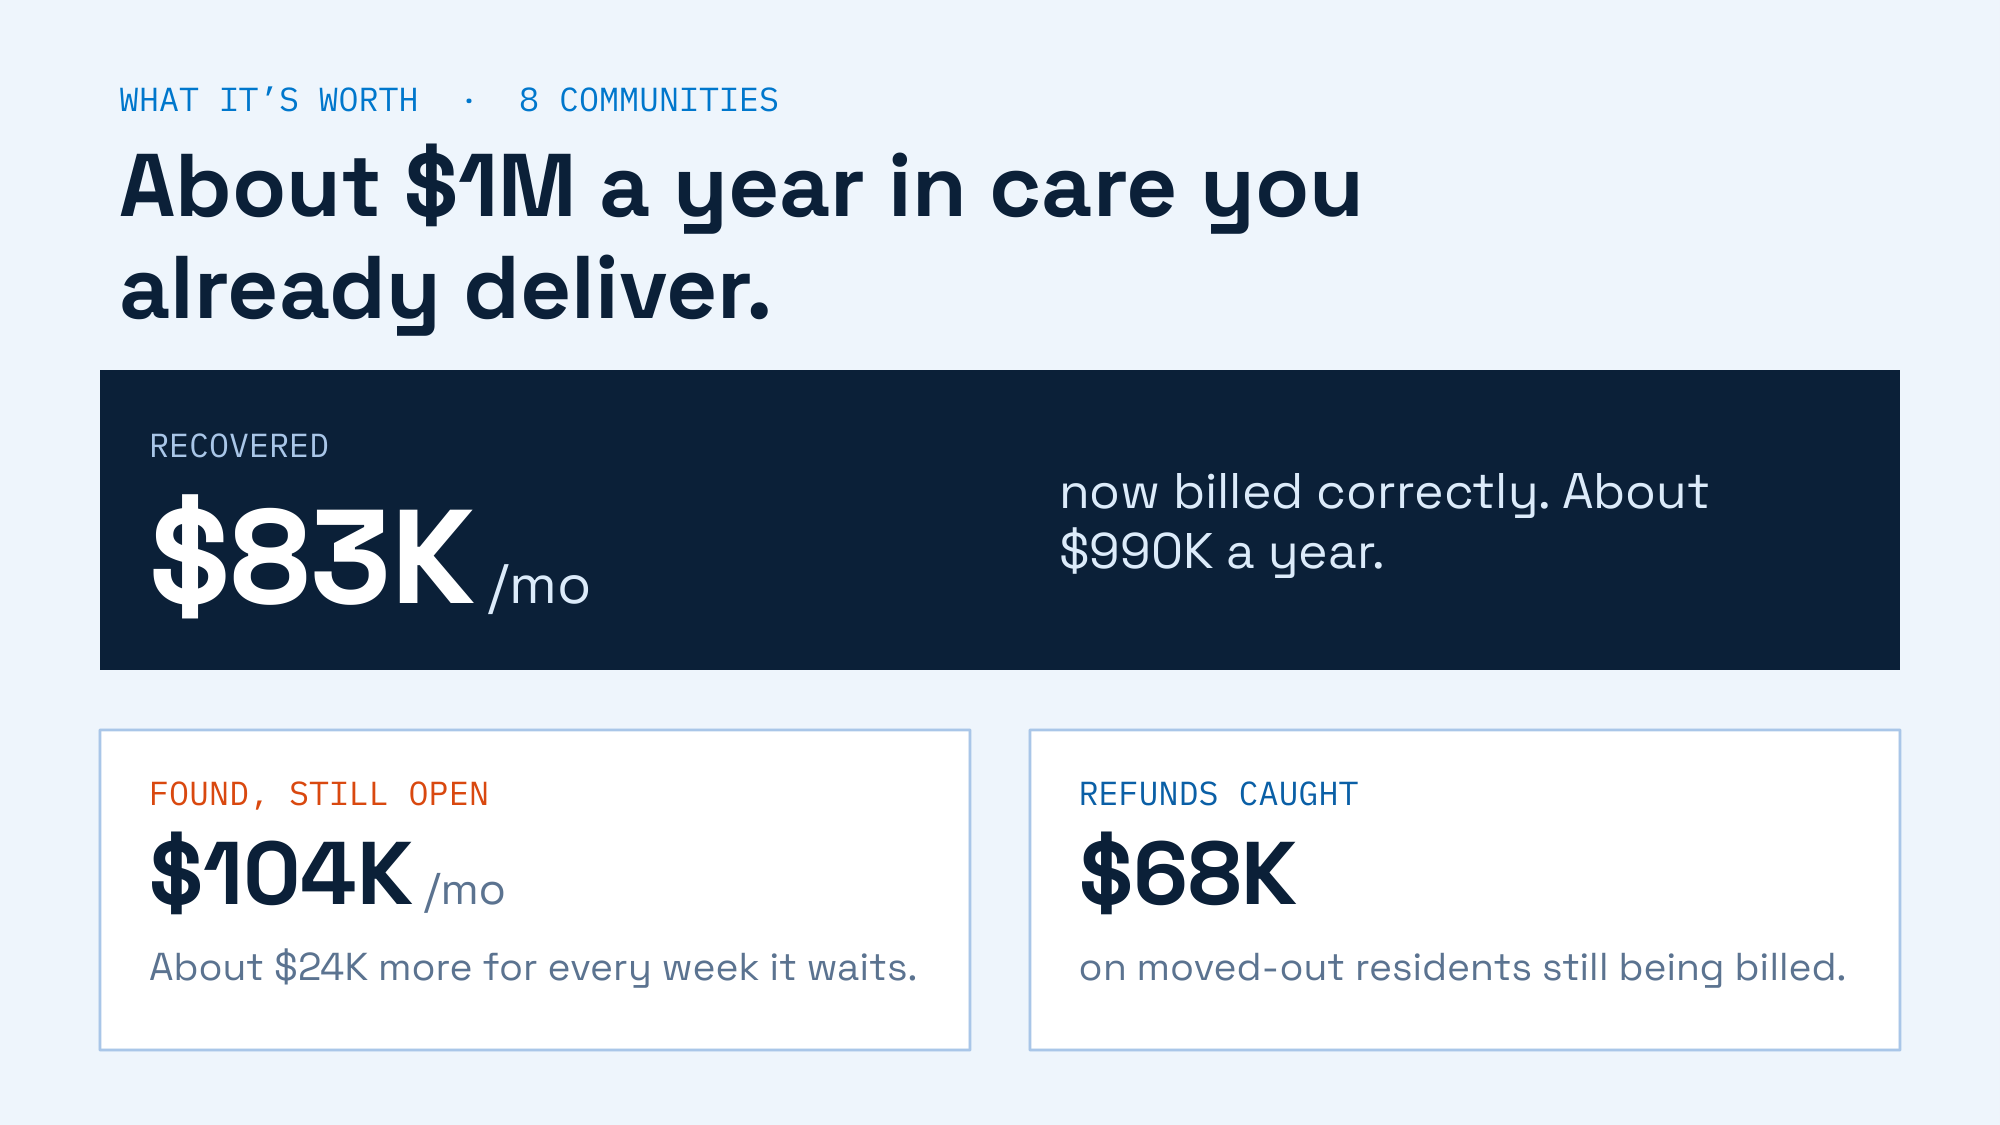 WHAT IT’S WORTH · 8 COMMUNITIES
About $1M a year in care you
already deliver.
RECOVERED
$83K /mo
now billed correctly. About
$990K a year.
FOUND, STILL OPEN
$104K /mo
About $24K more for every week it waits.
REFUNDS CAUGHT
$68K
on moved-out residents still being billed.